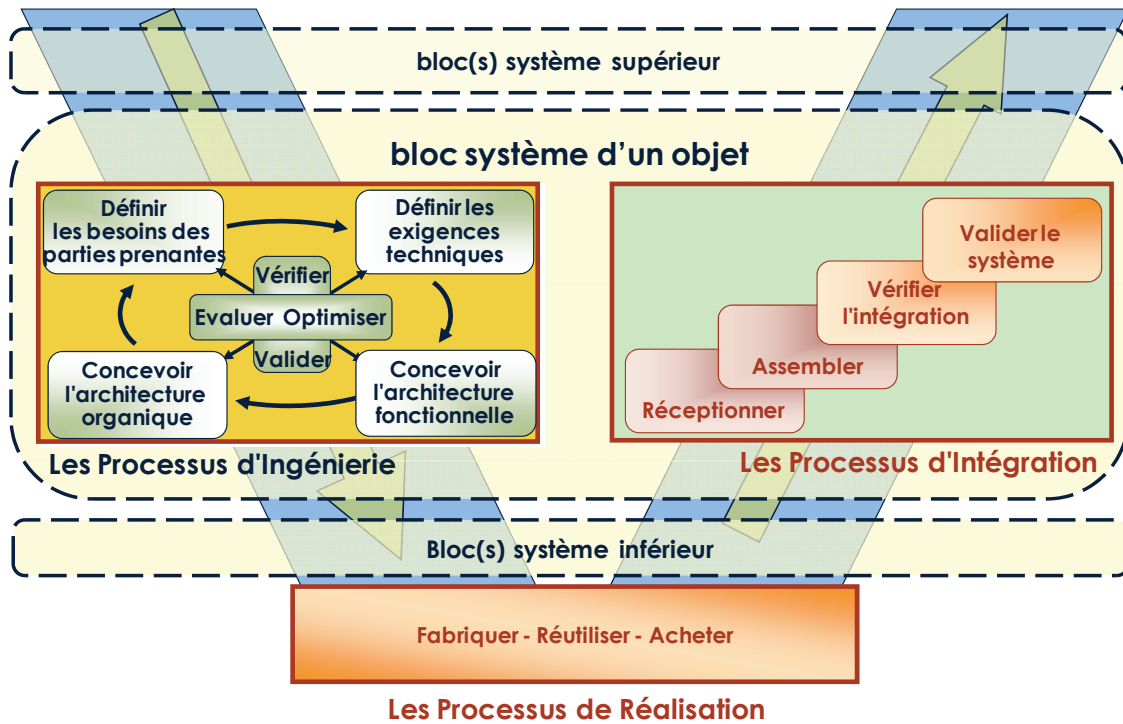 bloc(s) système supérieur
bloc système d'un objet
Définir
les besoins des
parties prenantes
Définir les
exigences
techniques
Vérifier
Evaluer Optimiser
Valider
Concevoir
l'architecture
organique
Concevoir
l'architecture
fonctionnelle
Les Processus d'Ingénierie
Valider le
système
Vérifier
l'intégration
Assembler
Réceptionner
Les Processus d'Intégration
Bloc(s) système inférieur
Fabriquer - Réutiliser - Acheter
Les Processus de Réalisation